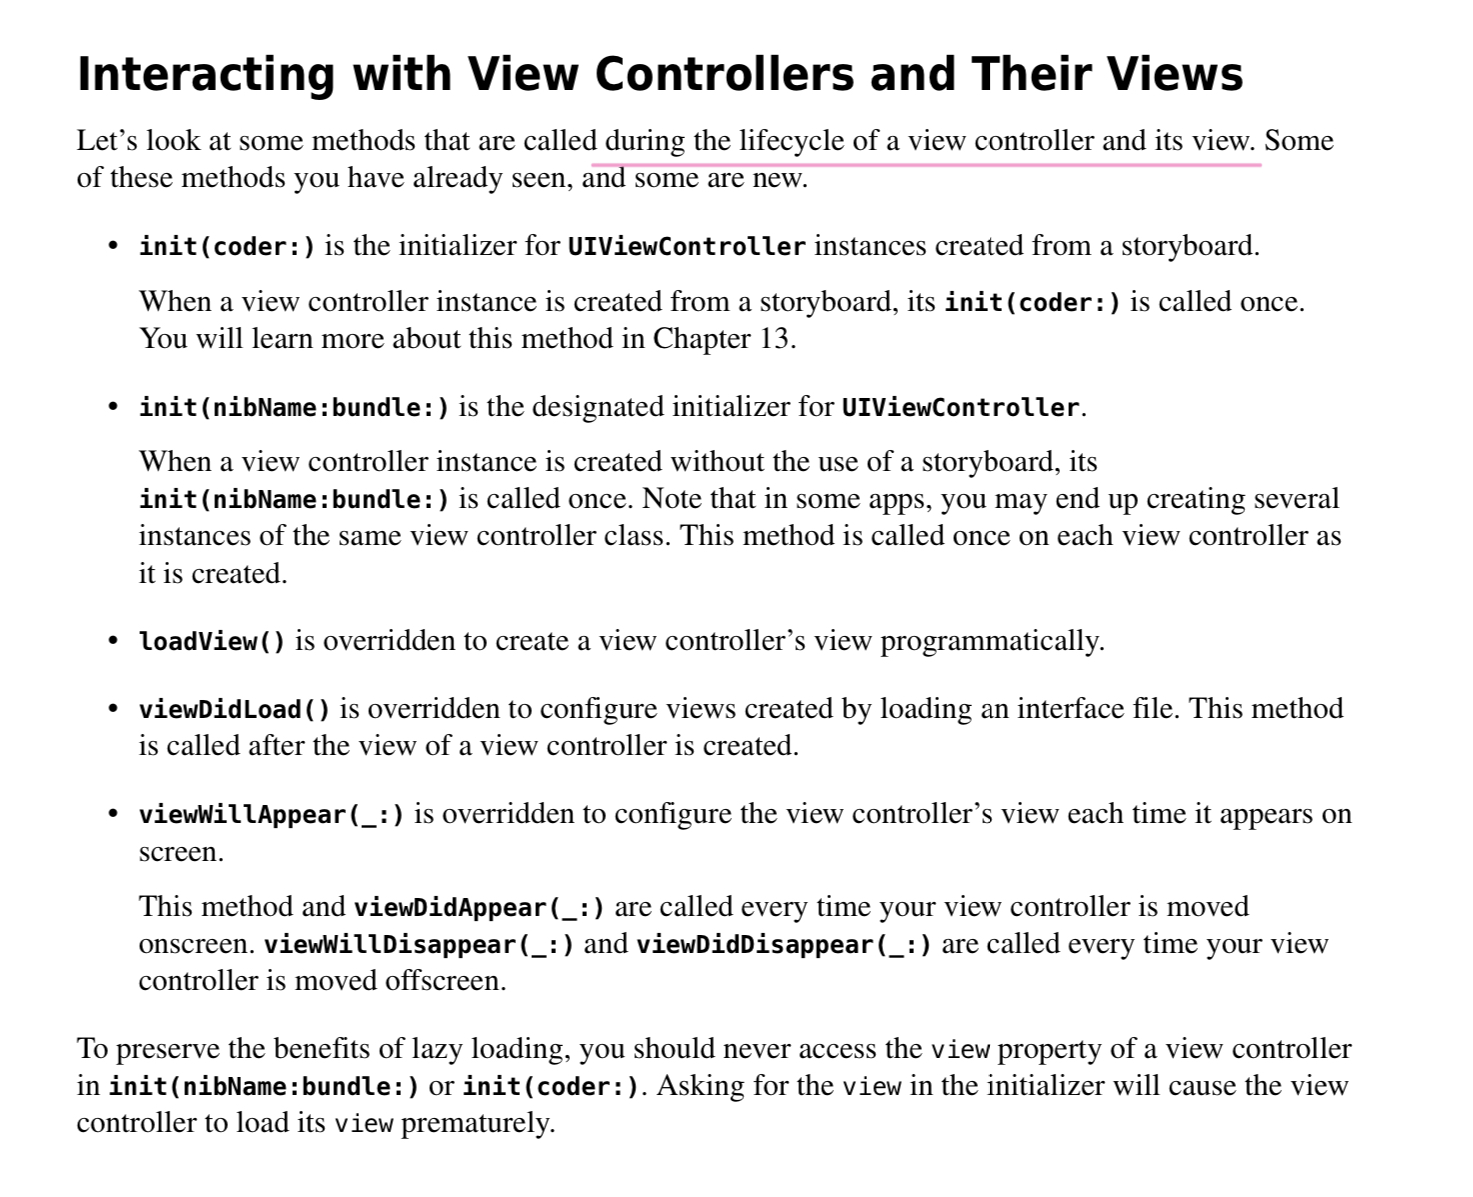 Interacting with View Controllers and Their Views
Let’s look at some methods that are called during the lifecycle of a view controller and its view. Some
of these methods you have already seen, and some are new.
• init(coder:) is the initializer for UIViewController instances created from a storyboard.
When a view controller instance is created from a storyboard, its init(coder:) is called once.
You will learn more about this method in Chapter 13.
• init(nibName:bundle:) is the designated initializer for UIViewController.
When a view controller instance is created without the use of a storyboard, its
init(nibName:bundle:) is called once. Note that in some apps, you may end up creating several
instances of the same view controller class. This method is called once on each view controller as
it is created.
• loadView() is overridden to create a view controller’s view programmatically.
• viewDidLoad() is overridden to configure views created by loading an interface file. This method
is called after the view of a view controller is created.
• viewWillAppear(_:) is overridden to configure the view controller’s view each time it appears on
screen.
This method and viewDidAppear(_:) are called every time your view controller is moved
onscreen. viewWillDisappear(_:) and viewDidDisappear(_:) are called every time your view
controller is moved offscreen.
To preserve the benefits of lazy loading, you should never access the view property of a view controller
in init(nibName:bundle:) or init(coder:). Asking for the view in the initializer will cause the view
controller to load its view prematurely.